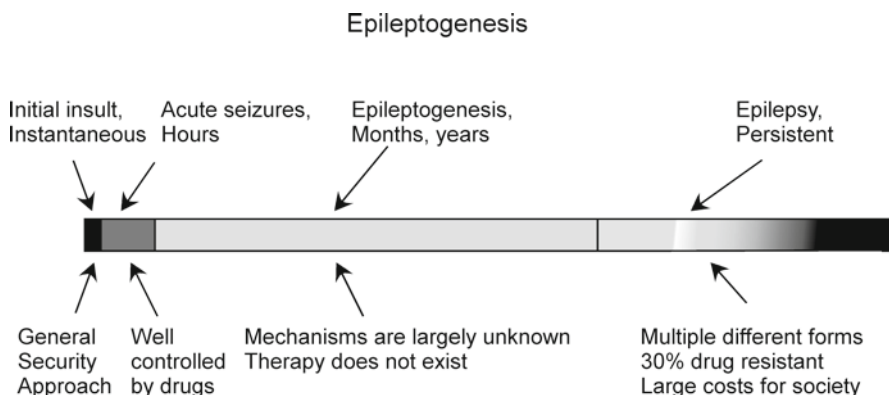 Epileptogenesis
Initial insult,
Instantaneous
Acute seizures,
Hours
Epileptogenesis,
Months, years
Epilepsy,
Persistent
General
Security
Approach
Well
controlled
by drugs
Mechanisms are largely unknown
Therapy does not exist
Multiple different forms
30% drug resistant
Large costs for society